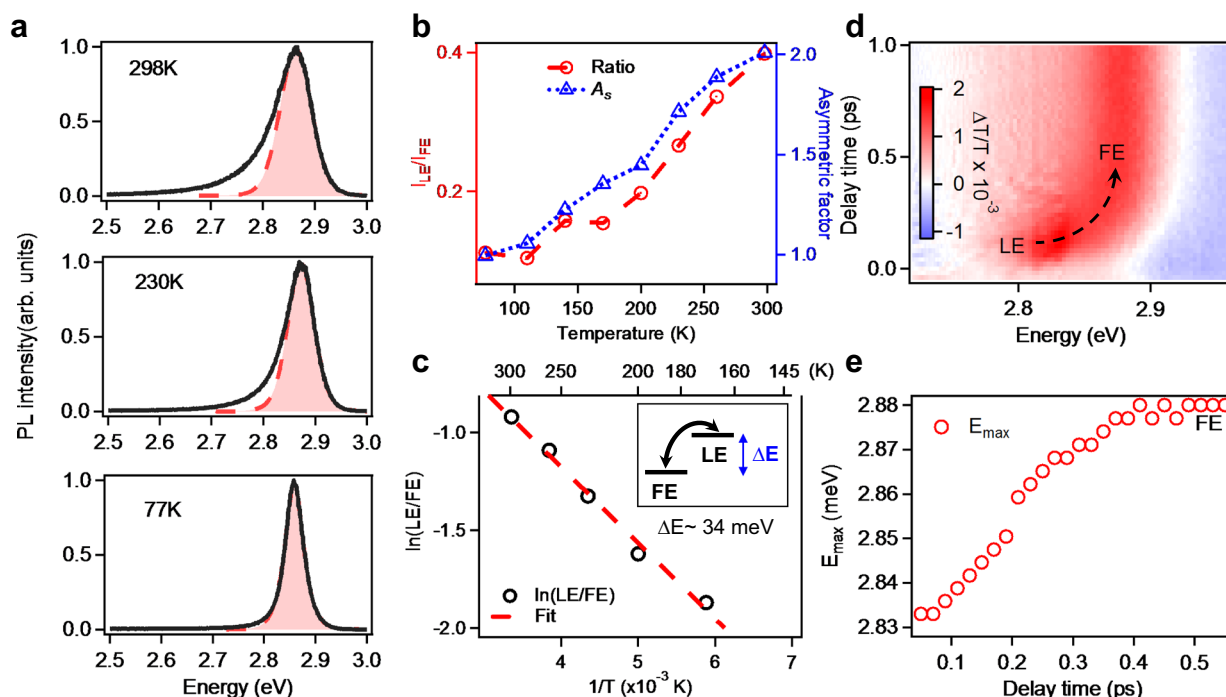 a
298K
1.0
0.5
0.0
2.5 2.6 2.7 2.8 2.9 3.0
230K
1.0
0.5
0.0
2.5 2.6 2.7 2.8 2.9 3.0
77K
1.0
0.5
0.0
2.5 2.6 2.7 2.8 2.9 3.0
PL intensity(arb. units)
Energy (eV)
b
0.4
0.2
I_LE/I_FE
Ratio
A_s
2.0
1.5
1.0
Asymmetric factor
100 150 200 250 300
Temperature (K)
c
300 250 200 175 160 145 (K)
-1.0
-1.5
-2.0
ln(LE/FE)
LE
FE
ΔE
ΔE~ 34 meV
ln(LE/FE)
Fit
4 5 6 7
1/T (x10⁻³ K)
d
1.0
0.5
0.0
Delay time (ps)
2
1
0
-1
ΔT/T x 10⁻³
FE
LE
2.8 2.9
Energy (eV)
e
2.88
2.87
2.86
2.84
2.83
E_max (meV)
E_max
FE
0.1 0.2 0.3 0.4 0.5
Delay time (ps)